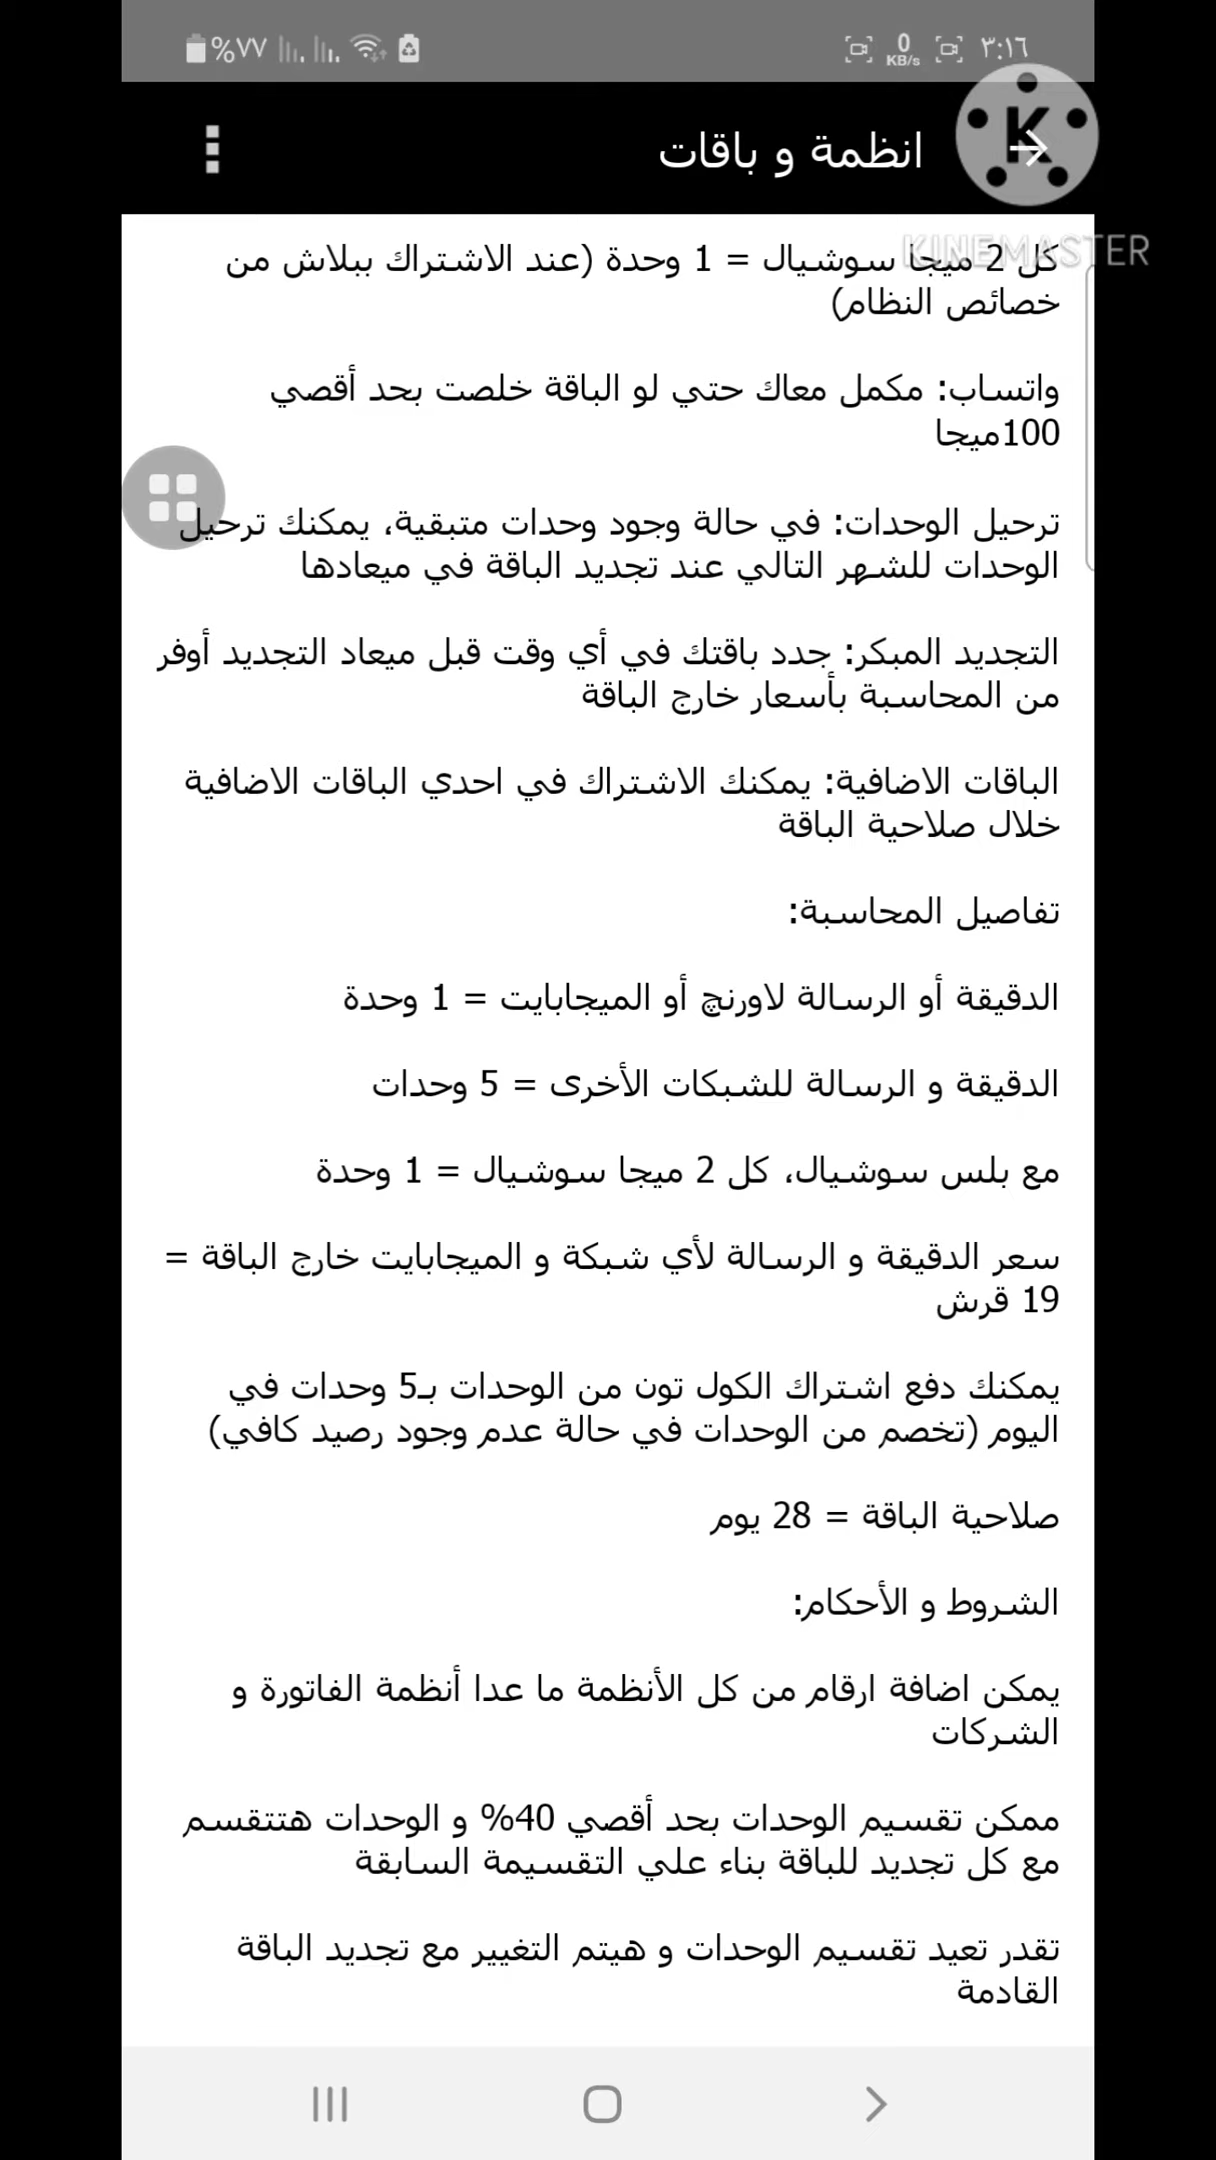 %٧٧
0
KB/s
٣:١٦
انظمة و باقات
K
KINEMASTER
كل 2 ميجا سوشيال = 1 وحدة (عند الاشتراك ببلاش من
خصائص النظام)
واتساب: مكمل معاك حتي لو الباقة خلصت بحد أقصي
100ميجا
ترحيل الوحدات: في حالة وجود وحدات متبقية، يمكنك ترحيل
الوحدات للشهر التالي عند تجديد الباقة في ميعادها
التجديد المبكر: جدد باقتك في أي وقت قبل ميعاد التجديد أوفر
من المحاسبة بأسعار خارج الباقة
الباقات الاضافية: يمكنك الاشتراك في احدي الباقات الاضافية
خلال صلاحية الباقة
تفاصيل المحاسبة:
الدقيقة أو الرسالة لاورنچ أو الميجابايت = 1 وحدة
الدقيقة و الرسالة للشبكات الأخرى = 5 وحدات
مع بلس سوشيال، كل 2 ميجا سوشيال = 1 وحدة
سعر الدقيقة و الرسالة لأي شبكة و الميجابايت خارج الباقة =
19 قرش
يمكنك دفع اشتراك الكول تون من الوحدات بـ5 وحدات في
اليوم (تخصم من الوحدات في حالة عدم وجود رصيد كافي)
صلاحية الباقة = 28 يوم
الشروط و الأحكام:
يمكن اضافة ارقام من كل الأنظمة ما عدا أنظمة الفاتورة و
الشركات
ممكن تقسيم الوحدات بحد أقصي 40% و الوحدات هتتقسم
مع كل تجديد للباقة بناء علي التقسيمة السابقة
تقدر تعيد تقسيم الوحدات و هيتم التغيير مع تجديد الباقة
القادمة